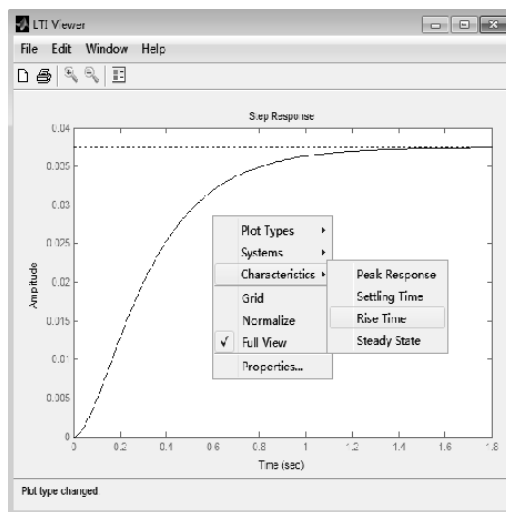 LTI Viewer
File Edit Window Help
Step Response
0.04
0.035
0.03
0.025
0.02
0.015
0.01
0.005
0
Amplitude
0 0.2 0.4 0.6 0.8 1 1.2 1.4 1.6 1.8
Time (sec)
Plot Types
Systems
Characteristics
Grid
Normalize
Full View
Properties...
Peak Response
Settling Time
Rise Time
Steady State
Plot type changed